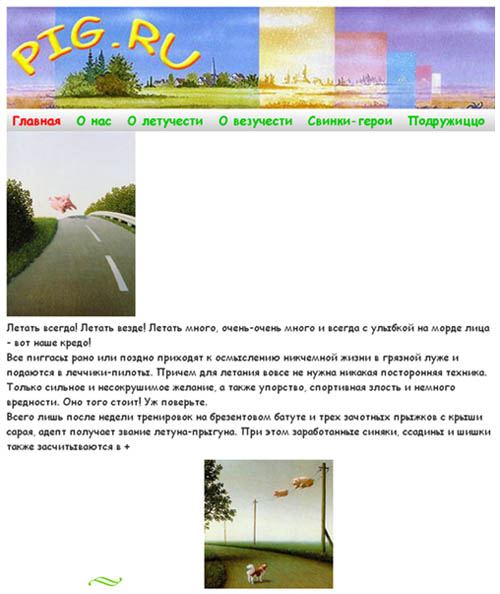 PIG.RU
Главная О нас О летучести О везучести Свинки-герои Подружиццо
Летать всегда! Летать везде! Летать много, очень-очень много и всегда с улыбкой на морде лица
- вот наше кредо!
Все пиггасы рано или поздно приходят к осмыслению никчемной жизни в грязной луже и
подаются в леччики-пилоты. Причем для летания вовсе не нужна никакая посторонняя техника.
Только сильное и несокрушимое желание, а также упорство, спортивная злость и немного
вредности. Оно того стоит! Уж поверьте.
Всего лишь после недели тренировок на брезентовом батуте и трех зачотных прыжков с крыши
сарая, адепт получает звание летуна-прыгуна. При этом заработанные синяки, ссадины и шишки
также засчитываются в +